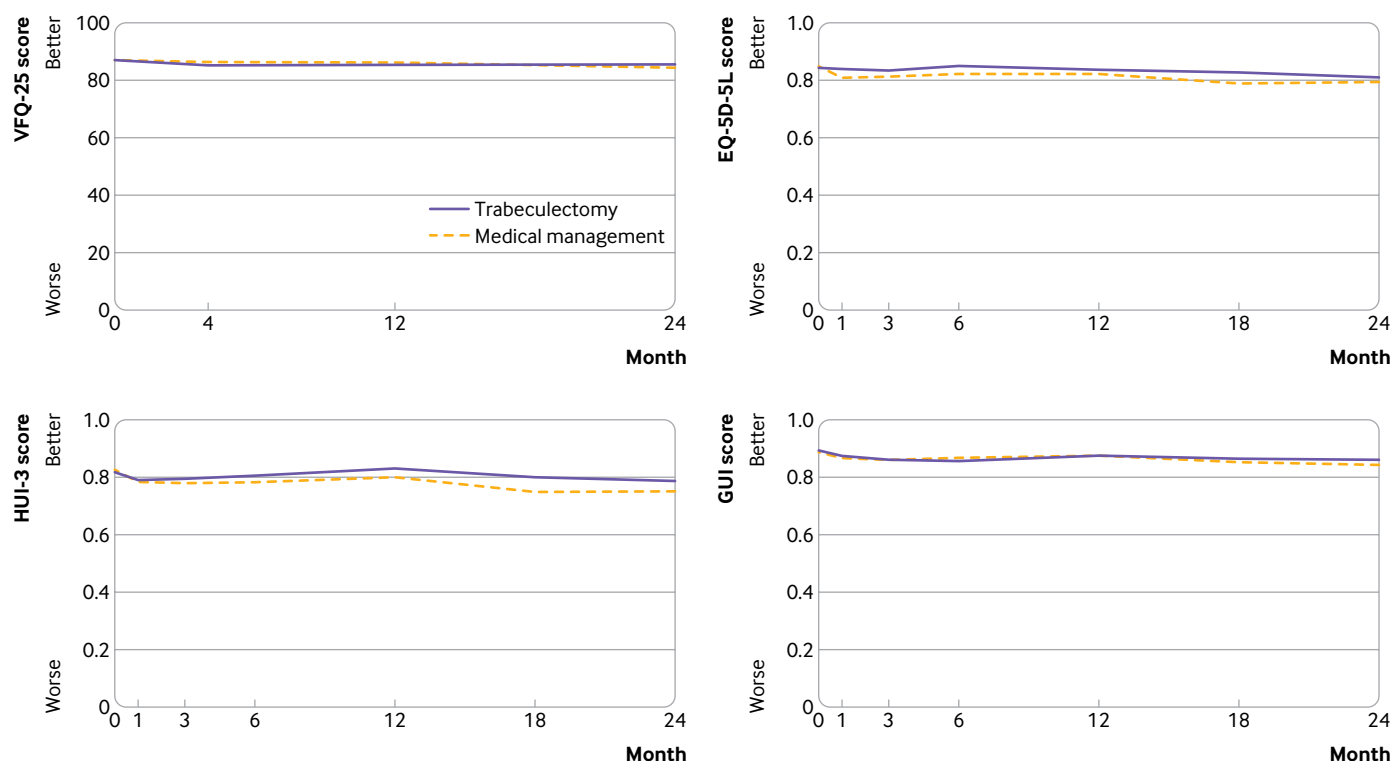 VFQ-25 score
Better
Worse
100
80
60
40
20
0
Trabeculectomy
Medical management
0 4 12 24
Month
EQ-5D-5L score
Better
Worse
1.0
0.8
0.6
0.4
0.2
0
0 1 3 6 12 18 24
Month
HUI-3 score
Better
Worse
1.0
0.8
0.6
0.4
0.2
0
0 1 3 6 12 18 24
Month
GUI score
Better
Worse
1.0
0.8
0.6
0.4
0.2
0
0 1 3 6 12 18 24
Month